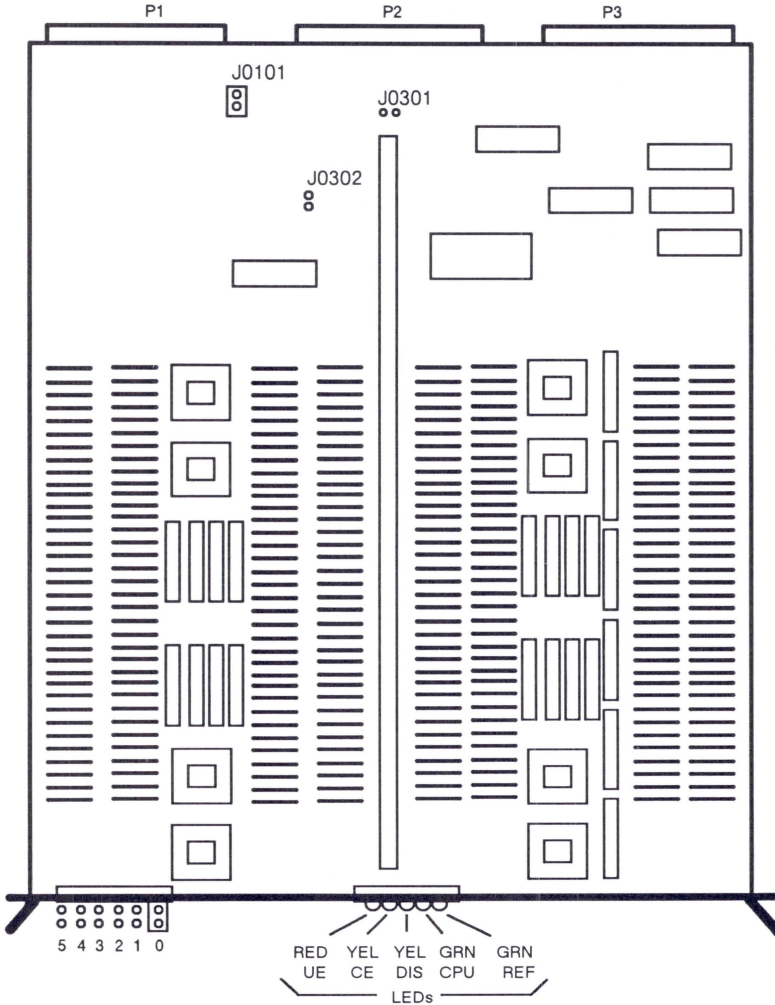 P1 P2 P3
J0101
J0301
J0302
5 4 3 2 1 0
RED YEL YEL GRN GRN
UE CE DIS CPU REF
LEDs